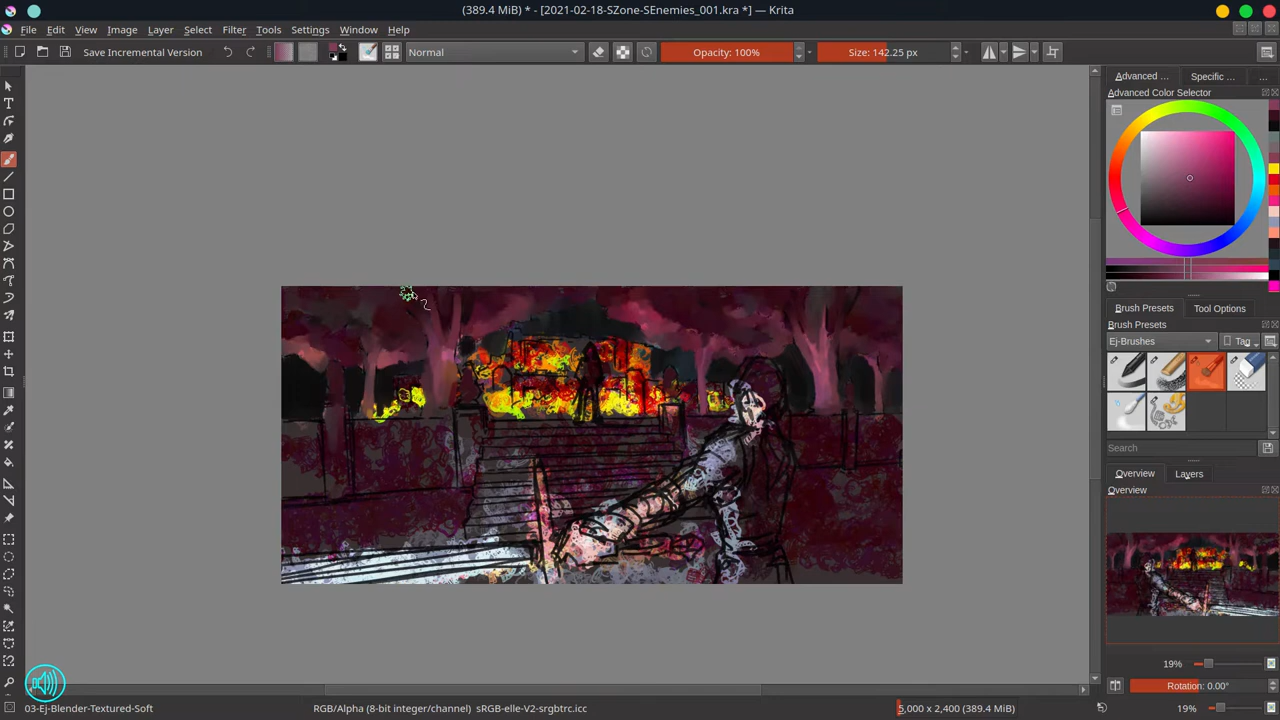 (389.4 MiB) * - [2021-02-18-SZone-SEnemies_001.kra *] — Krita
File Edit View Image Layer Select Filter Tools Settings Window Help
Save Incremental Version Normal Opacity: 100% Size: 142.25 px
Advanced ... Specific ... ...
Advanced Color Selector
Brush Presets Tool Options
Brush Presets
Ej-Brushes Tag
Search
Overview Layers
Overview
19%
Rotation: 0.00°
03-Ej-Blender-Textured-Soft RGB/Alpha (8-bit integer/channel) sRGB-elle-V2-srgbtrc.icc 5,000 x 2,400 (389.4 MiB) 19%